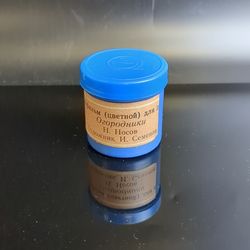 (цветной) для
Огородники
Н. Носов
И. Семенов